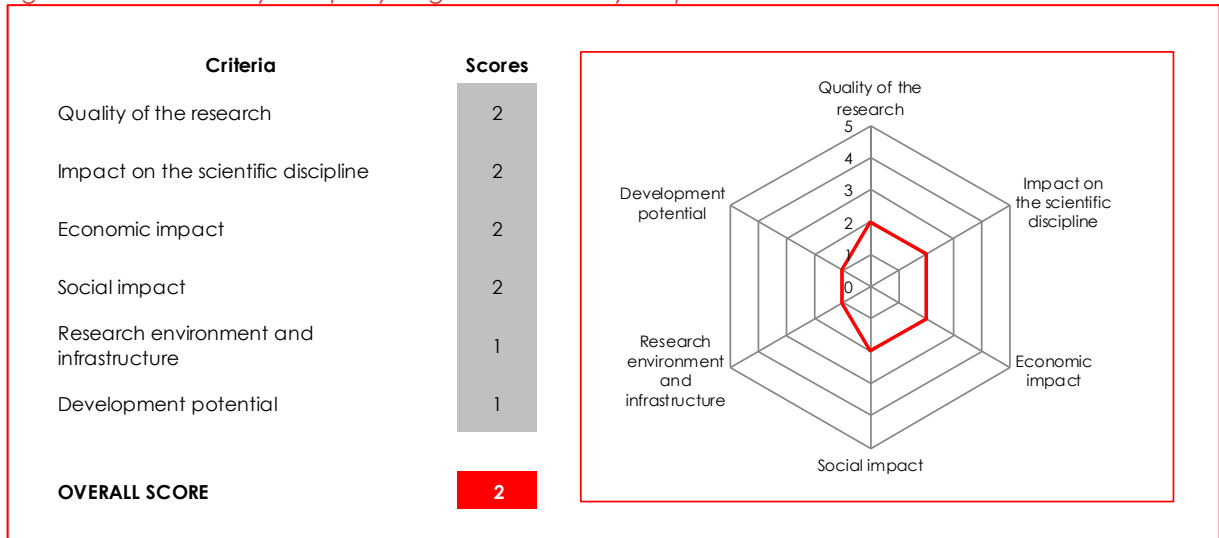 Criteria Scores
Quality of the research 2
Impact on the scientific discipline 2
Economic impact 2
Social impact 2
Research environment and
infrastructure 1
Development potential 1
OVERALL SCORE 2
Quality of the
research
5
4
3
2
1
0
Impact on
the scientific
discipline
Economic
impact
Social impact
Research
environment
and
infrastructure
Development
potential